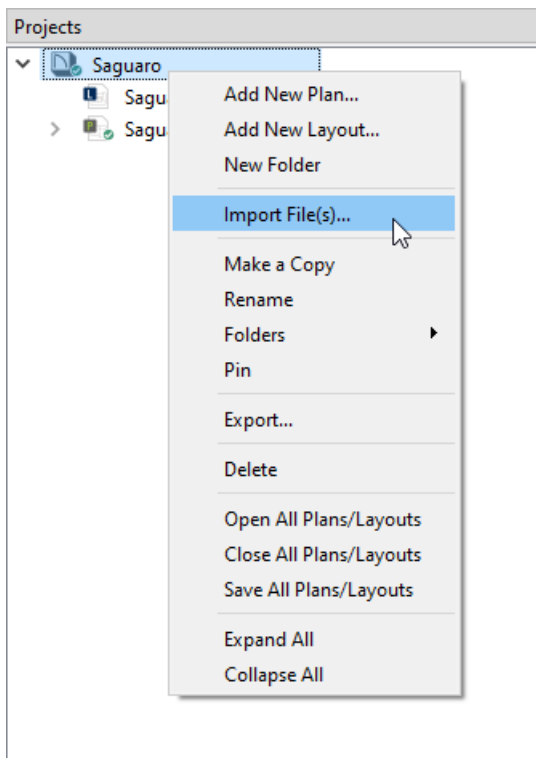 Projects
Saguaro
Sagu
Sagu
Add New Plan...
Add New Layout...
New Folder
Import File(s)...
Make a Copy
Rename
Folders
Pin
Export...
Delete
Open All Plans/Layouts
Close All Plans/Layouts
Save All Plans/Layouts
Expand All
Collapse All